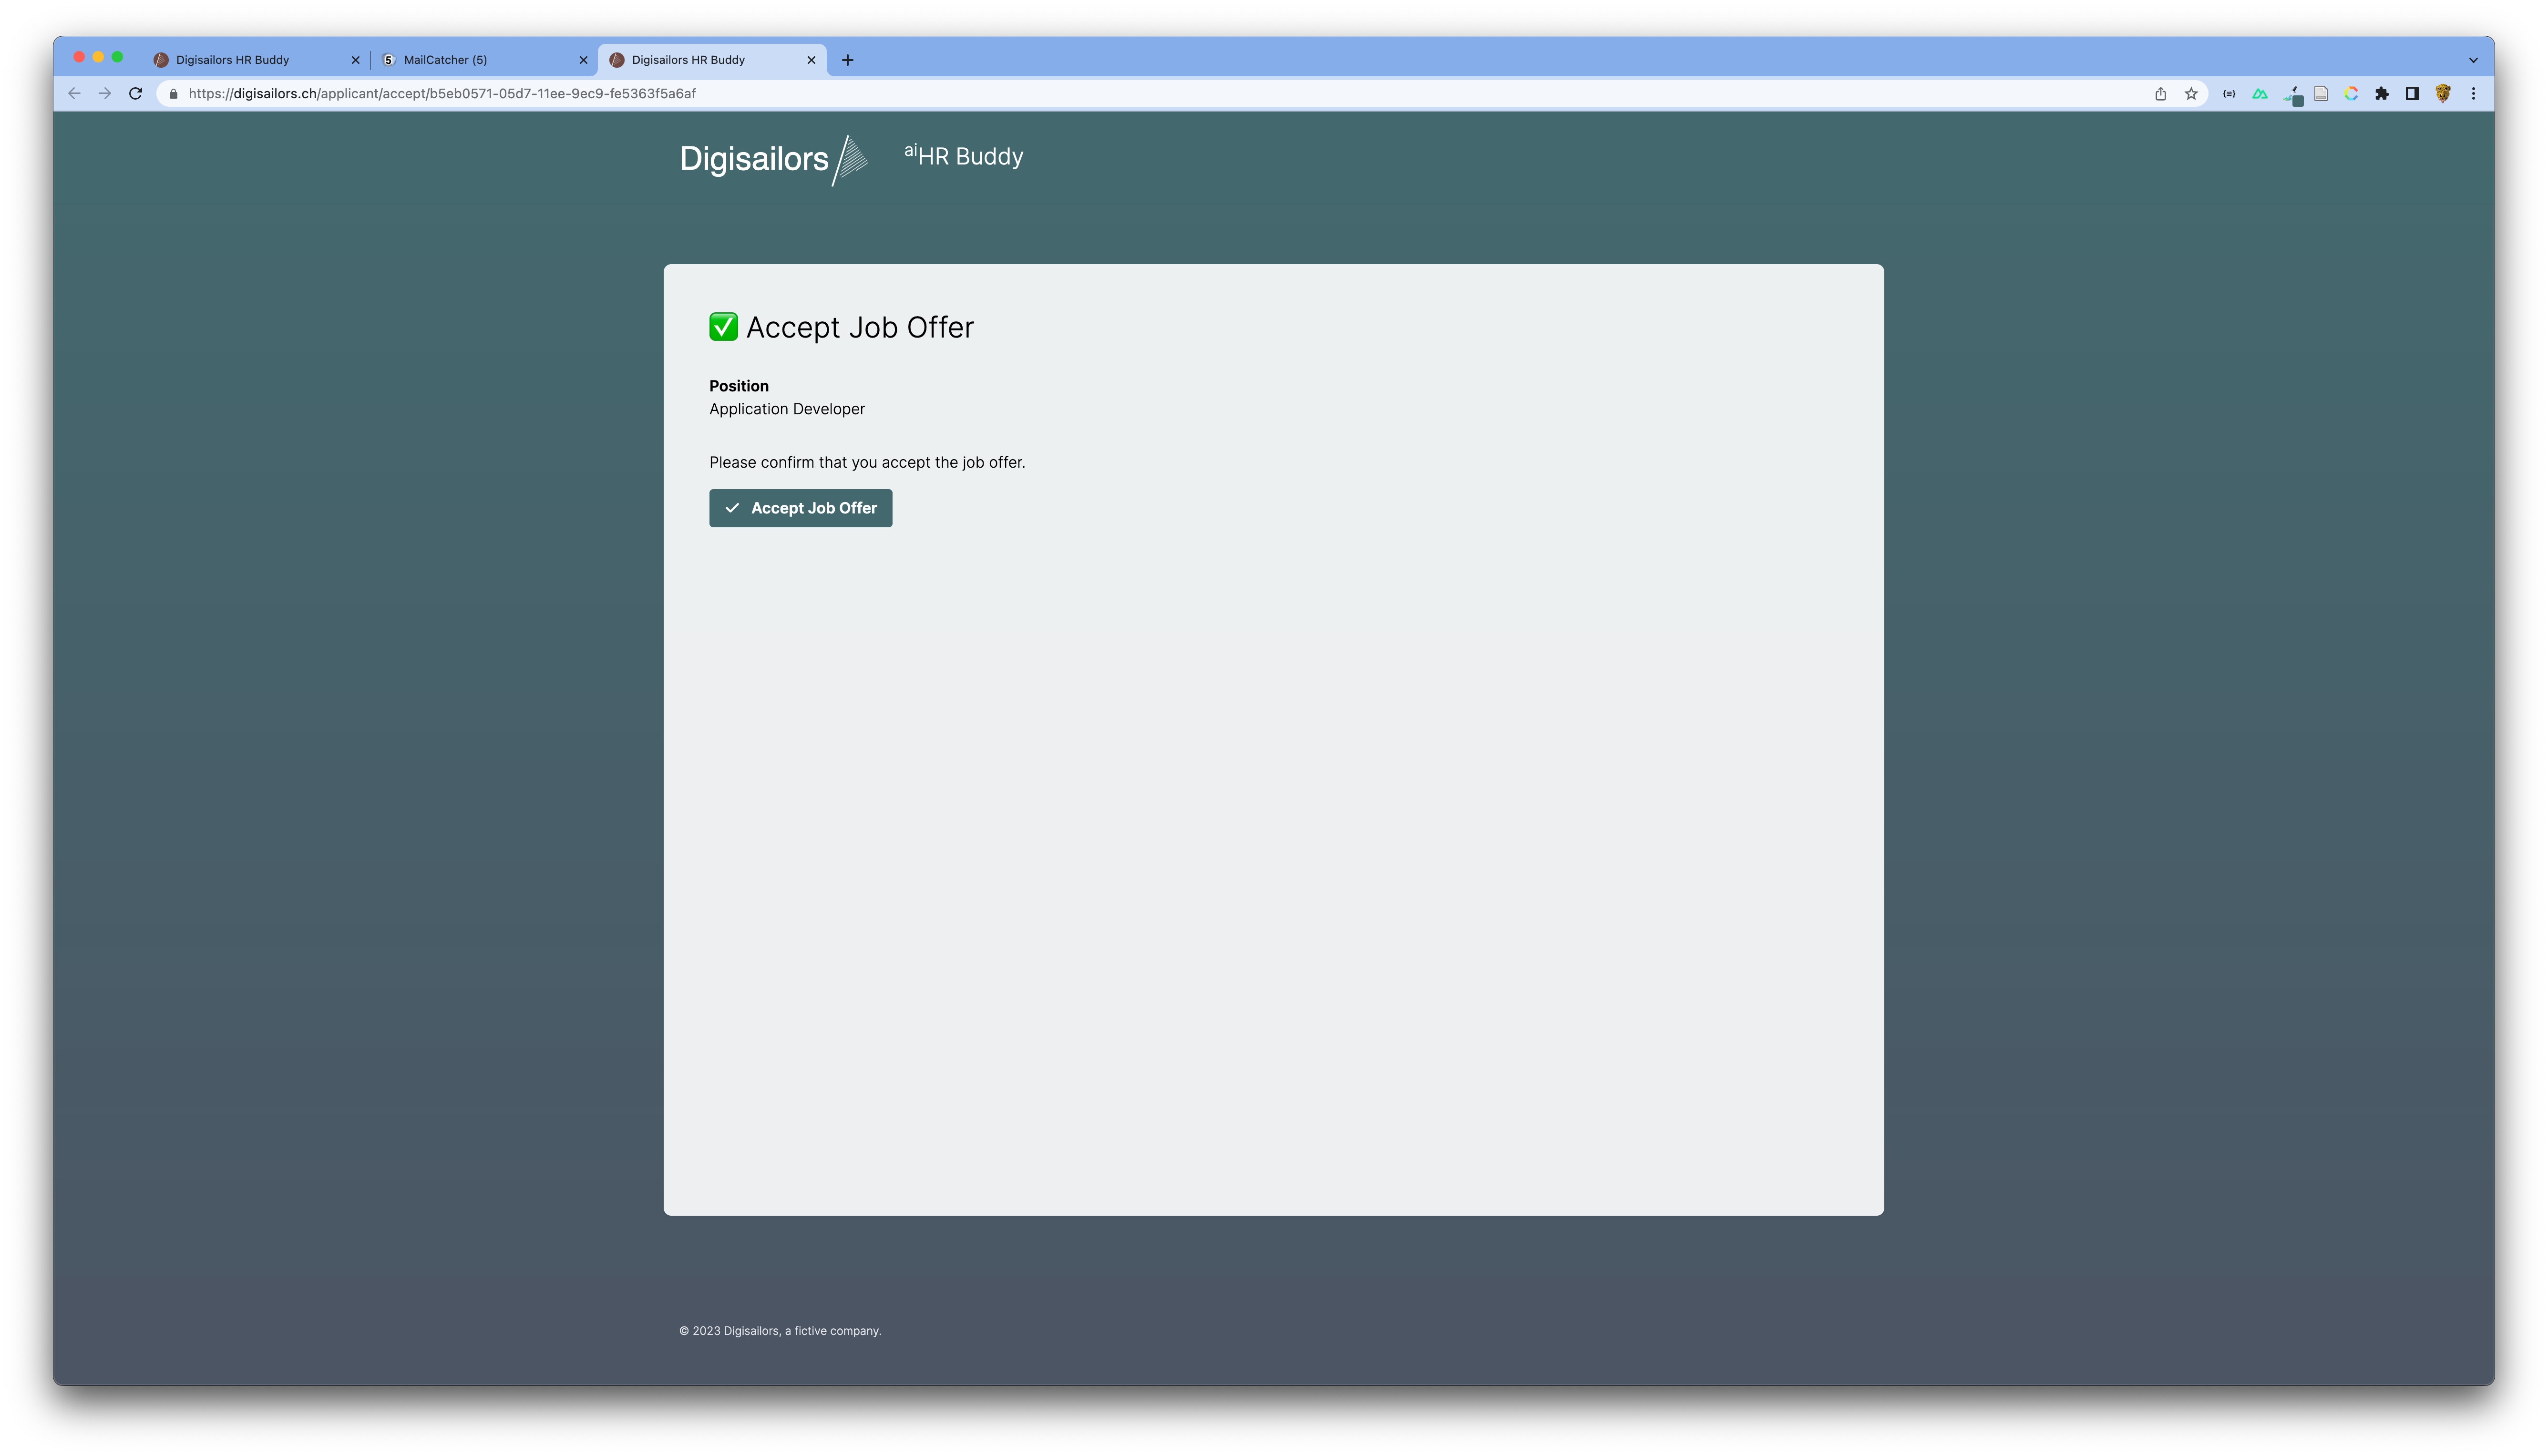 Digisailors HR Buddy
MailCatcher (5)
Digisailors HR Buddy
https://digisailors.ch/applicant/accept/b5eb0571-05d7-11ee-9ec9-fe5363f5a6af
Digisailors
aiHR Buddy
✅ Accept Job Offer
Position
Application Developer
Please confirm that you accept the job offer.
Accept Job Offer
© 2023 Digisailors, a fictive company.